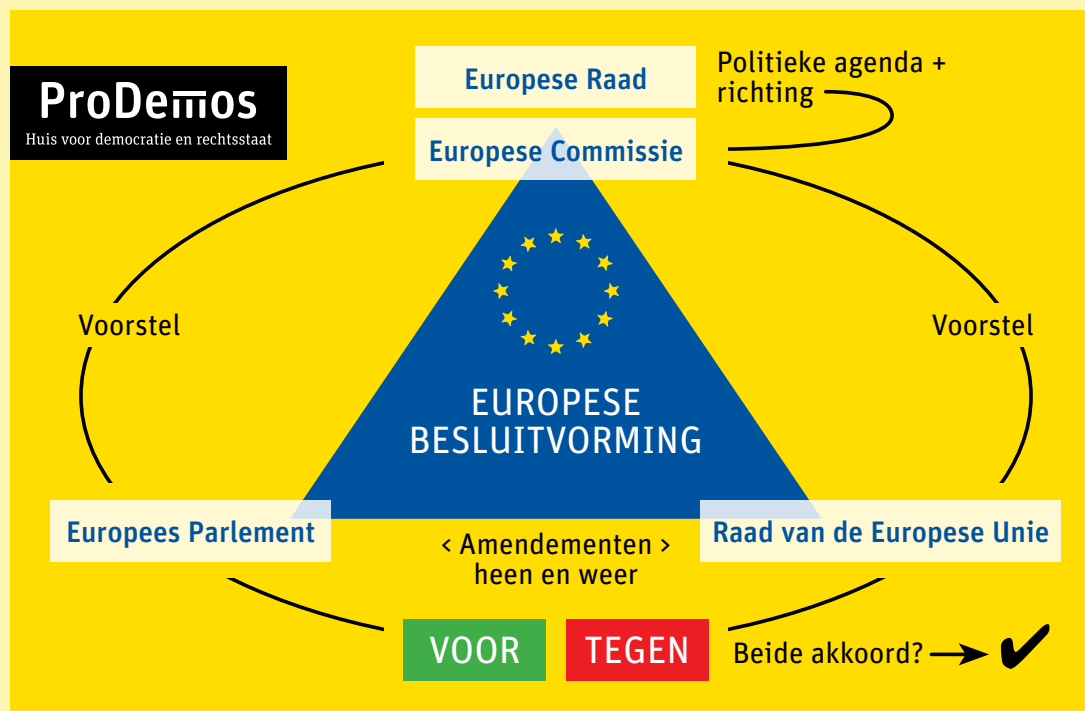 ProDemos
Huis voor democratie en rechtsstaat
Europese Raad
Politieke agenda +
richting
Europese Commissie
Voorstel
Voorstel
EUROPESE
BESLUITVORMING
Europees Parlement
Raad van de Europese Unie
< Amendementen >
heen en weer
VOOR
TEGEN
Beide akkoord?